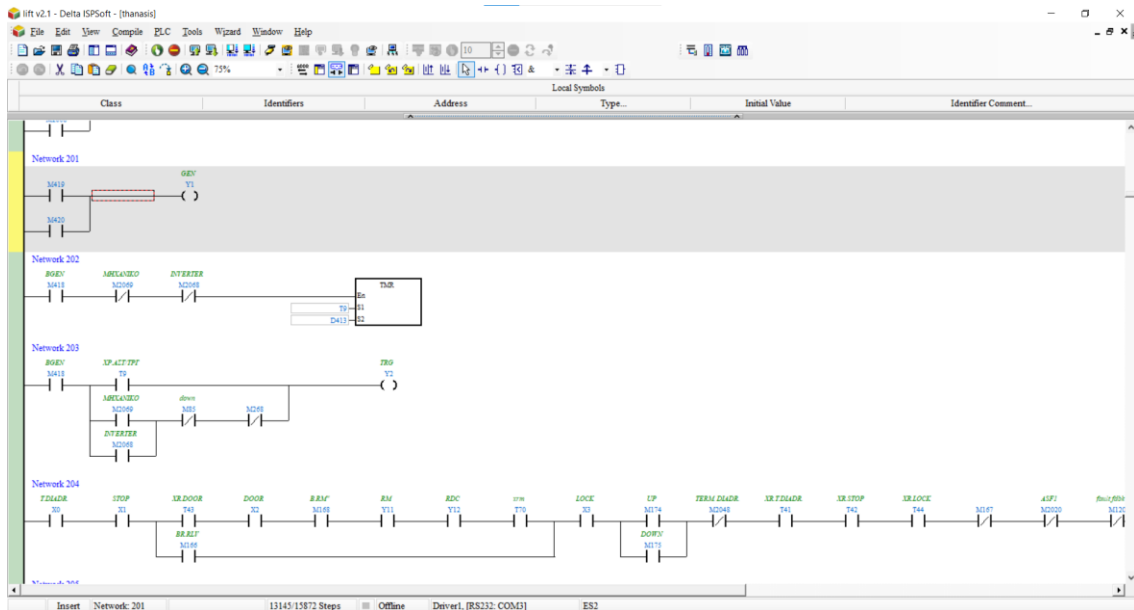 lift v2.1 - Delta ISPSoft - [thanasis]
File Edit View Compile PLC Tools Wizard Window Help
10
75%
Local Symbols
Class Identifiers Address Type... Initial Value Identifier Comment...
Network 201
GEN
M419 Y1
M420
Network 202
BGEN MHXANIKO INVERTER
M418 M2069 M2068 TMR
En
T9 S1
D413 S2
Network 203
BGEN TRG
M418 T9 Y2
MHXANIKO down
M2069 M85 M268
INVERTER
M2068
Network 204
T.DIADR STOP XR.DOOR DOOR B.RM' RM RDC LOCK UP TERM DIADR XR.T.DIADR XR.STOP XR.LOCK ASF1
X0 X1 T43 X2 M168 Y11 Y12 T70 X3 M174 M2048 T41 T42 T44 M167 M2020 M120
BR.RLY DOWN
M166 M175
Network 205
Insert Network: 201 13145/15872 Steps Offline Driver1, [RS232: COM3] ES2